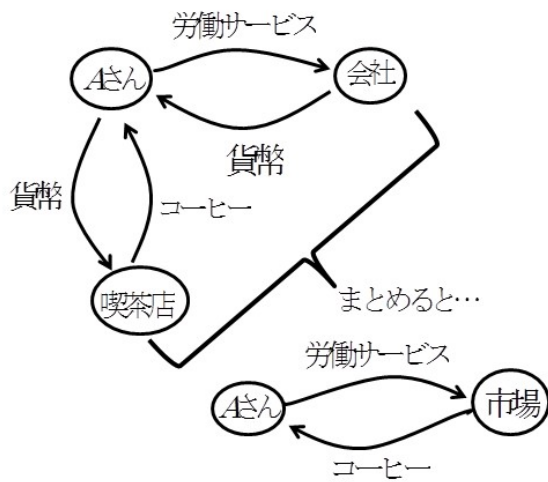 労働サービス
Aさん
会社
貨幣
貨幣
コーヒー
喫茶店
まとめると…
労働サービス
Aさん
市場
コーヒー